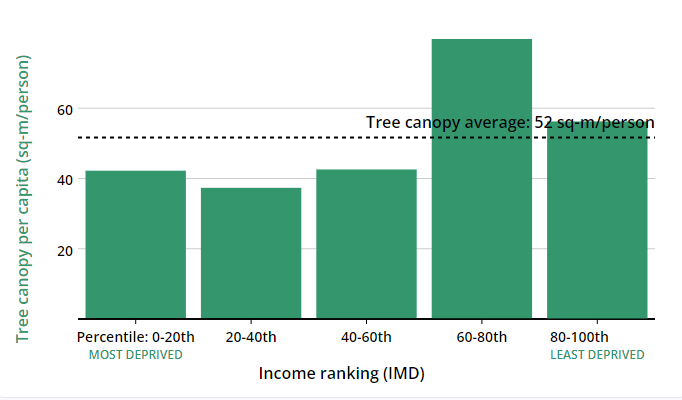 Tree canopy per capita (sq-m/person)
60
40
20
Tree canopy average: 52 sq-m/person
Percentile: 0-20th 20-40th 40-60th 60-80th 80-100th
MOST DEPRIVED LEAST DEPRIVED
Income ranking (IMD)